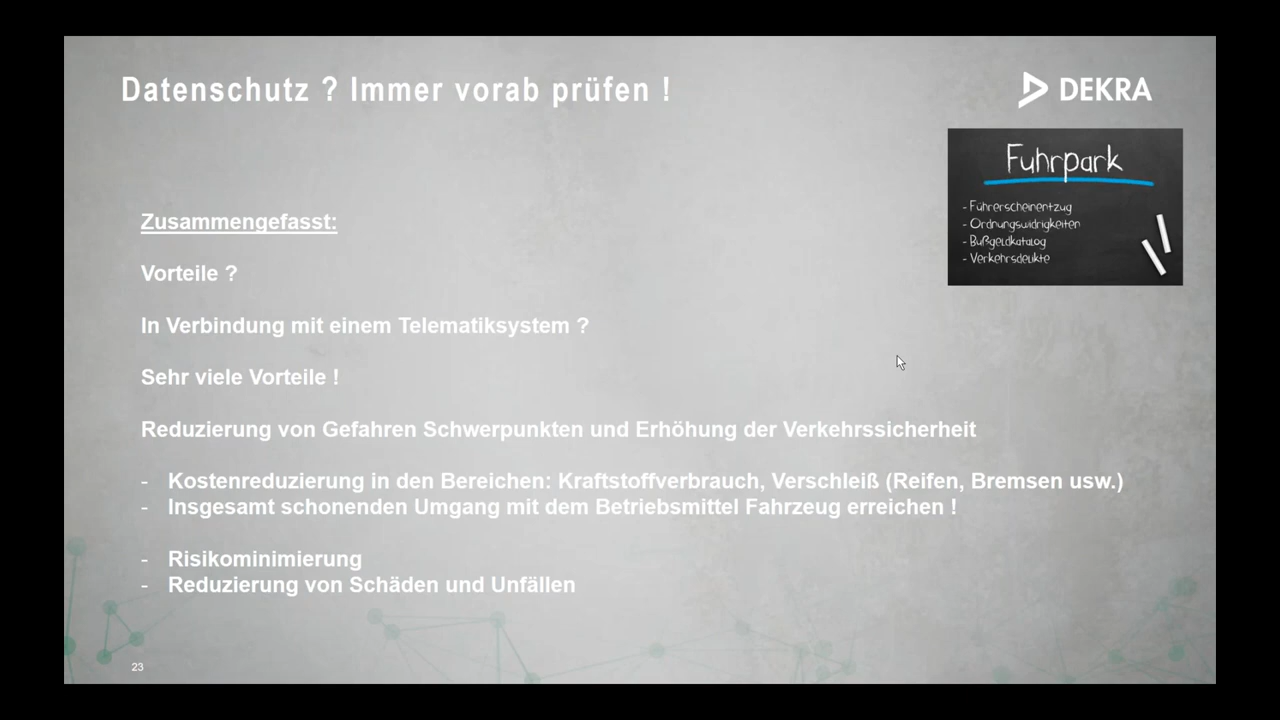 Datenschutz ? Immer vorab prüfen !
DEKRA
Fuhrpark
- Führerscheinentzug
- Ordnungswidrigkeiten
- Bußgeldkatalog
- Verkehrsdelikte
Zusammengefasst:
Vorteile ?
In Verbindung mit einem Telematiksystem ?
Sehr viele Vorteile !
Reduzierung von Gefahren Schwerpunkten und Erhöhung der Verkehrssicherheit
- Kostenreduzierung in den Bereichen: Kraftstoffverbrauch, Verschleiß (Reifen, Bremsen usw.)
- Insgesamt schonenden Umgang mit dem Betriebsmittel Fahrzeug erreichen !
- Risikominimierung
- Reduzierung von Schäden und Unfällen
23